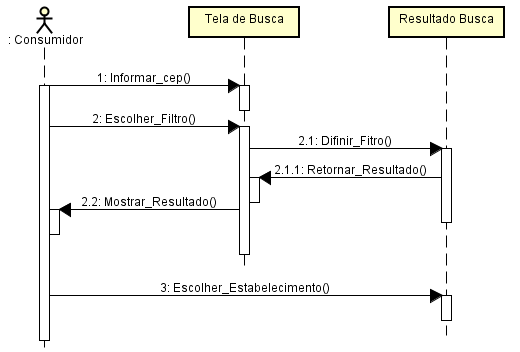 Tela de Busca
Resultado Busca
: Consumidor
1: Informar_cep()
2: Escolher_Filtro()
2.1: Difinir_Fitro()
2.1.1: Retornar_Resultado()
2.2: Mostrar_Resultado()
3: Escolher_Estabelecimento()